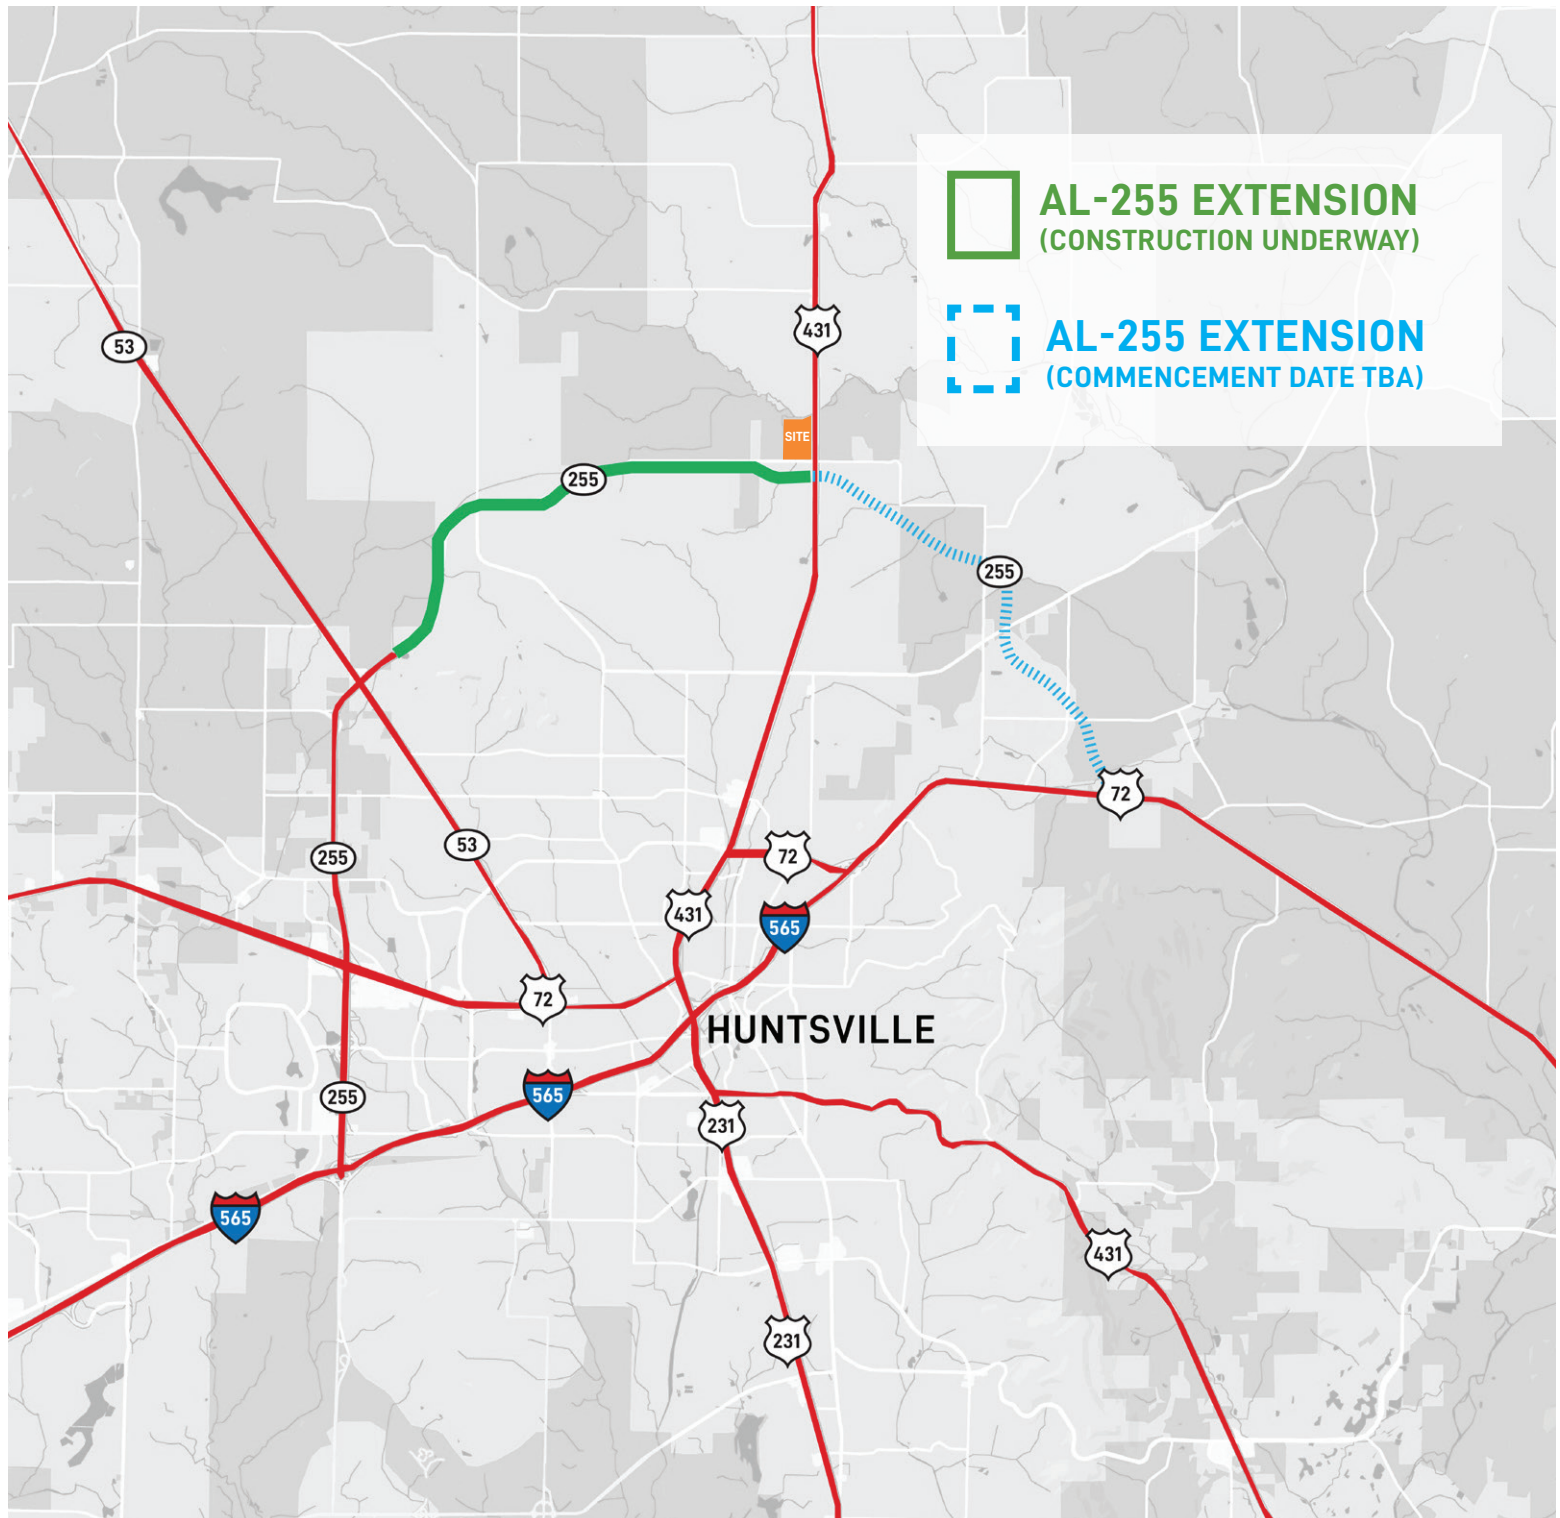 AL-255 EXTENSION
(CONSTRUCTION UNDERWAY)
AL-255 EXTENSION
(COMMENCEMENT DATE TBA)
431
53
SITE
255
255
72
53
72
255
431
565
72
HUNTSVILLE
565
255
231
565
431
231